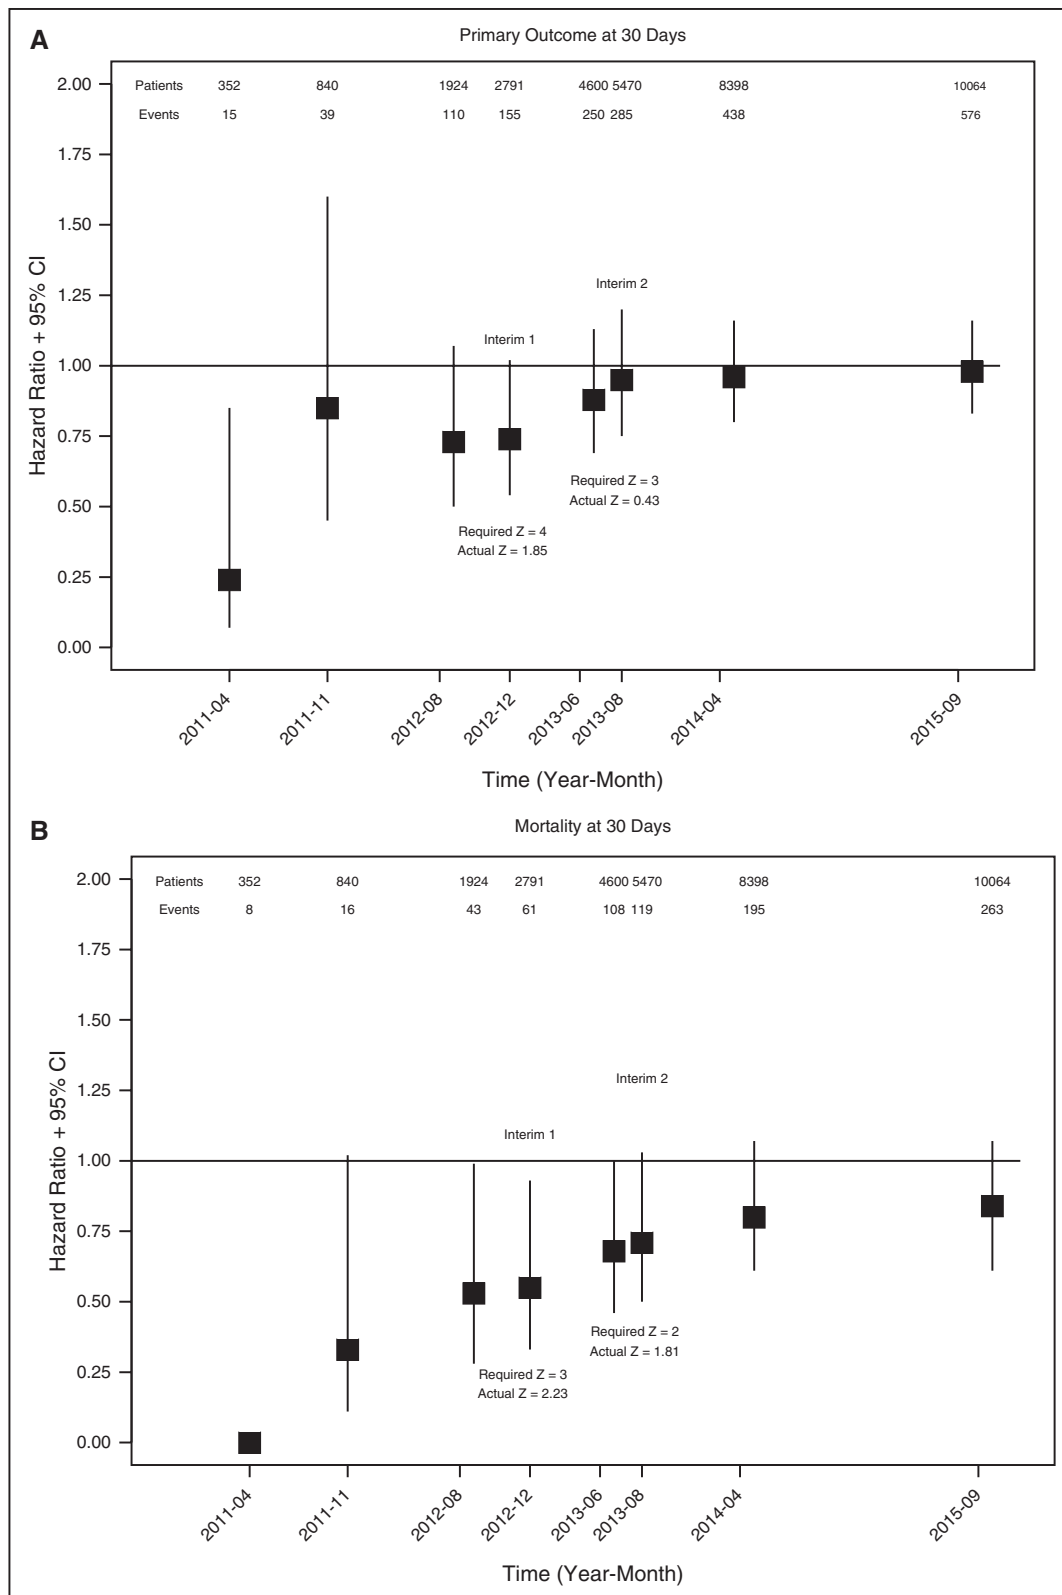 A
Primary Outcome at 30 Days
Patients 352 840 1924 2791 4600 5470 8398 10064
Events 15 39 110 155 250 285 438 576
2.00
1.75
1.50
1.25
1.00
0.75
0.50
0.25
0.00
Hazard Ratio + 95% CI
Interim 2
Interim 1
Required Z = 3
Actual Z = 0.43
Required Z = 4
Actual Z = 1.85
2011-04 2011-11 2012-08 2012-12 2013-06 2013-08 2014-04 2015-09
Time (Year-Month)
B
Mortality at 30 Days
Patients 352 840 1924 2791 4600 5470 8398 10064
Events 8 16 43 61 108 119 195 263
2.00
1.75
1.50
1.25
1.00
0.75
0.50
0.25
0.00
Hazard Ratio + 95% CI
Interim 2
Interim 1
Required Z = 2
Actual Z = 1.81
Required Z = 3
Actual Z = 2.23
2011-04 2011-11 2012-08 2012-12 2013-06 2013-08 2014-04 2015-09
Time (Year-Month)